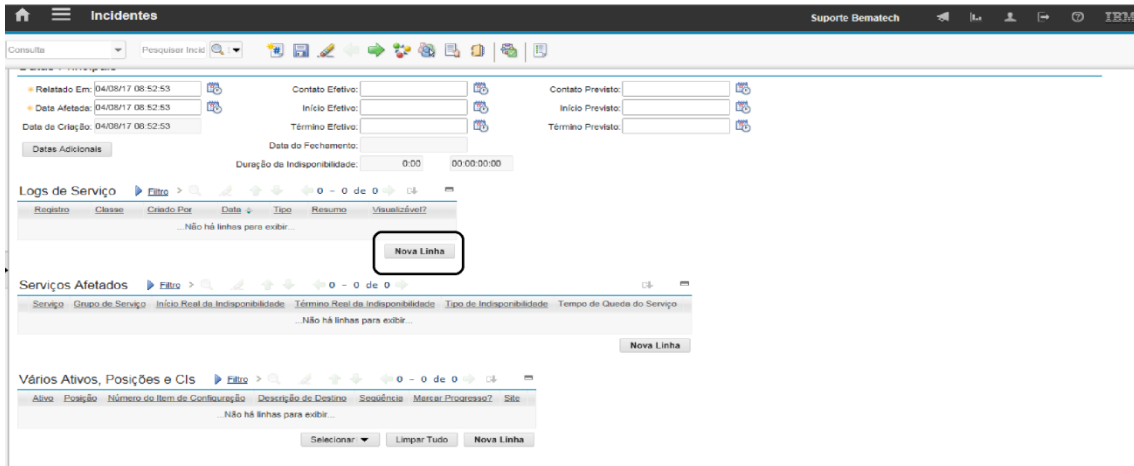 Incidentes Suporte Bematech IBM
Consulta Pesquisar Incid
Datas Principais
Relatado Em: 04/08/17 08:52:53 Contato Efetivo: Contato Previsto:
Data Afetada: 04/08/17 08:52:53 Início Efetivo: Início Previsto:
Data da Criação: 04/08/17 08:52:53 Término Efetivo: Término Previsto:
Datas Adicionais Data do Fechamento:
Duração da Indisponibilidade: 0:00 00:00:00:00
Logs de Serviço Filtro > 0 - 0 de 0
Registro Classe Criado Por Data Tipo Resumo Visualizável?
...Não há linhas para exibir...
Nova Linha
Serviços Afetados Filtro > 0 - 0 de 0
Serviço Grupo de Serviço Início Real da Indisponibilidade Término Real da Indisponibilidade Tipo de Indisponibilidade Tempo de Queda do Serviço
...Não há linhas para exibir...
Nova Linha
Vários Ativos, Posições e CIs Filtro > 0 - 0 de 0
Ativo Posição Número do Item de Configuração Descrição de Destino Seqüência Marcar Progresso? Site
...Não há linhas para exibir...
Selecionar Limpar Tudo Nova Linha